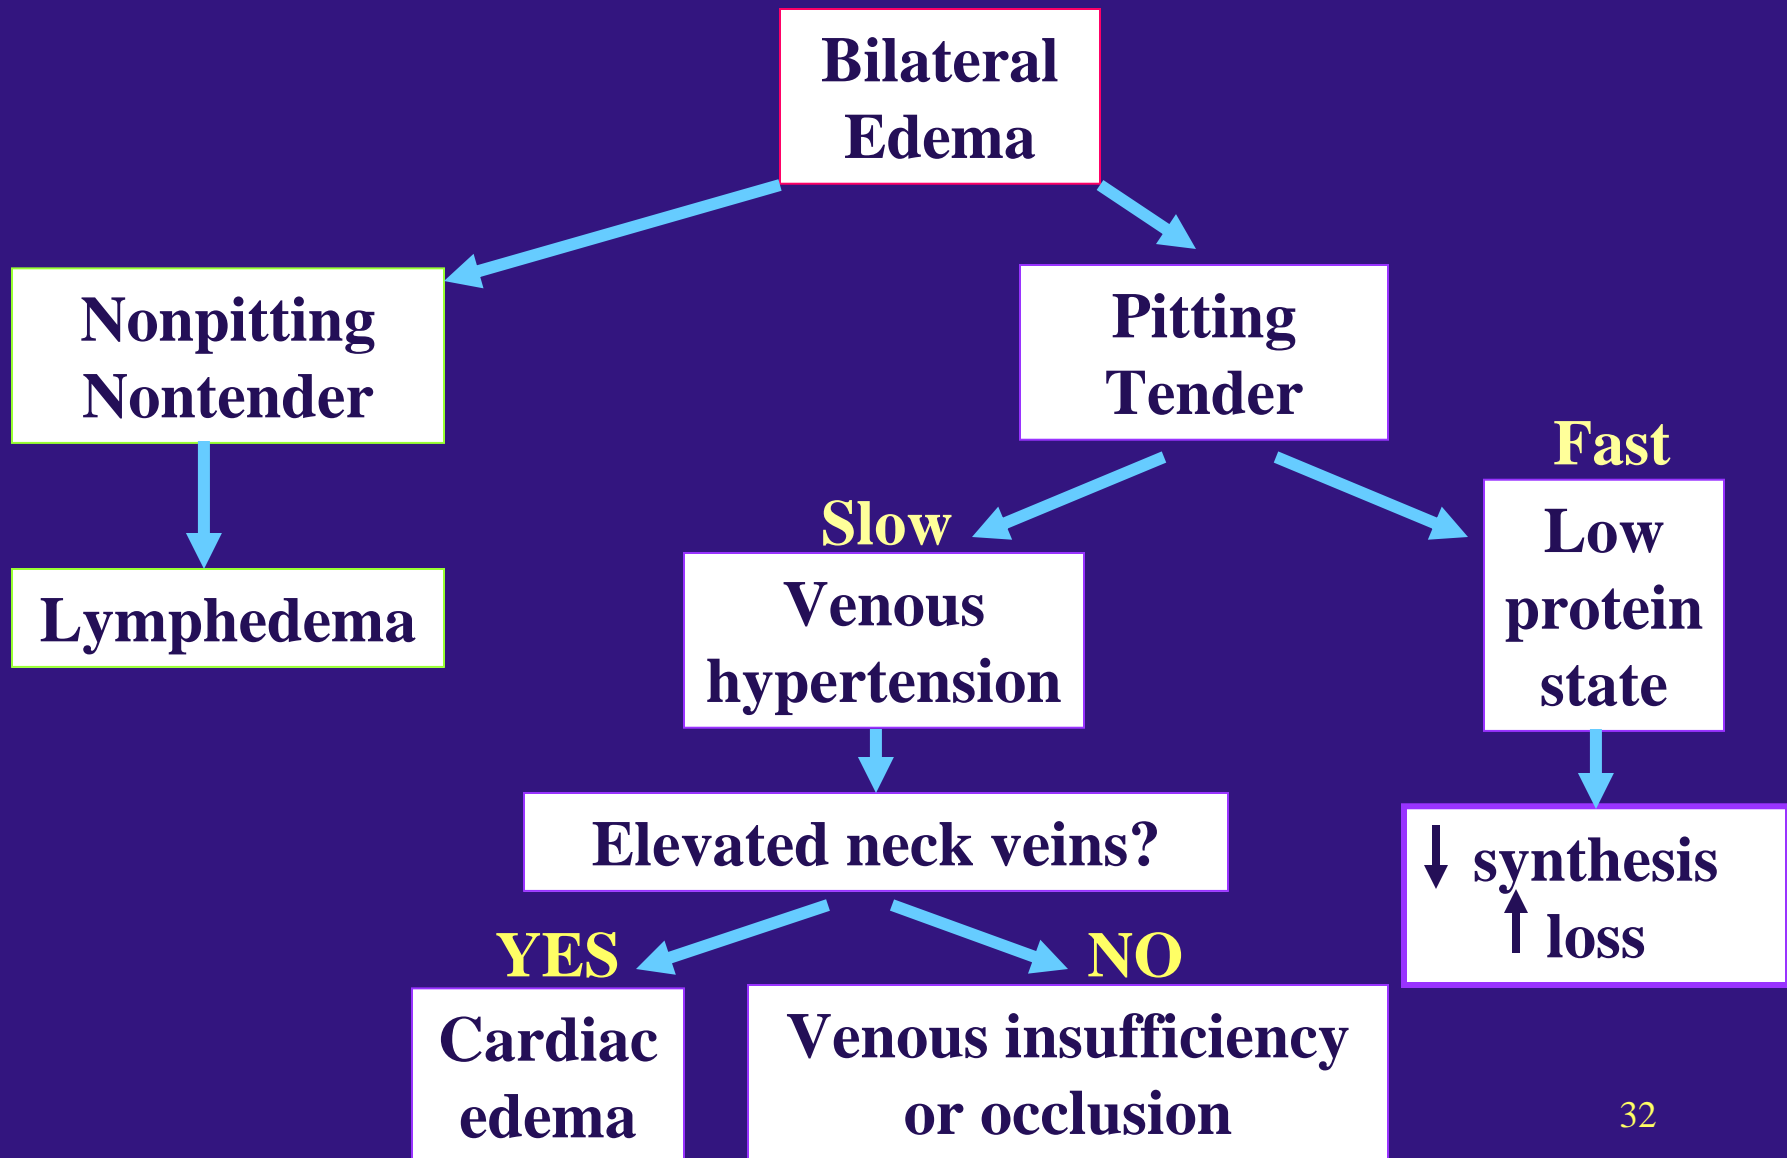 Bilateral
Edema
Nonpitting
Nontender
Pitting
Tender
Lymphedema
Slow
Venous
hypertension
Fast
Low
protein
state
Elevated neck veins?
↓ synthesis
↑ loss
YES
Cardiac
edema
NO
Venous insufficiency
or occlusion
32